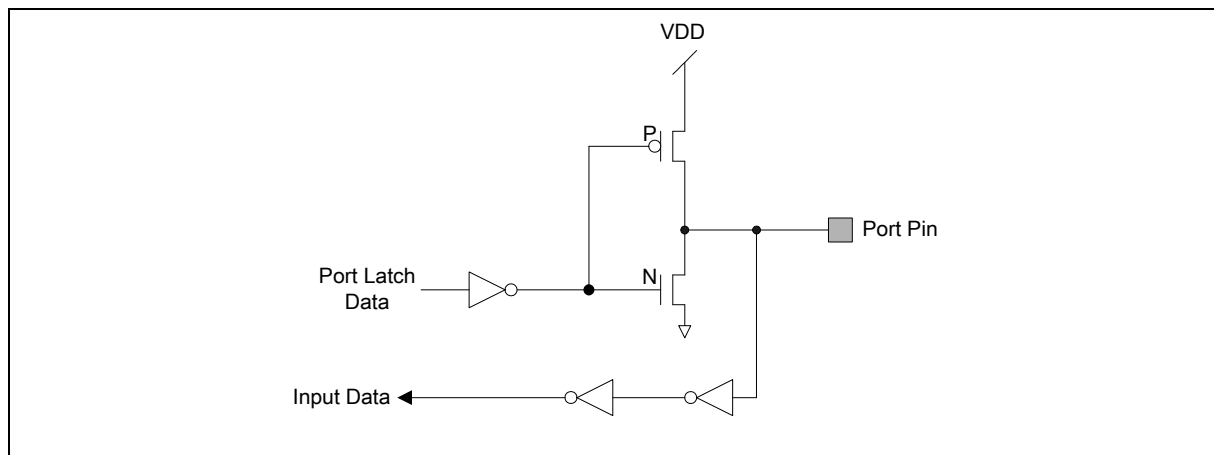 VDD
P
Port Pin
N
Port Latch
Data
Input Data